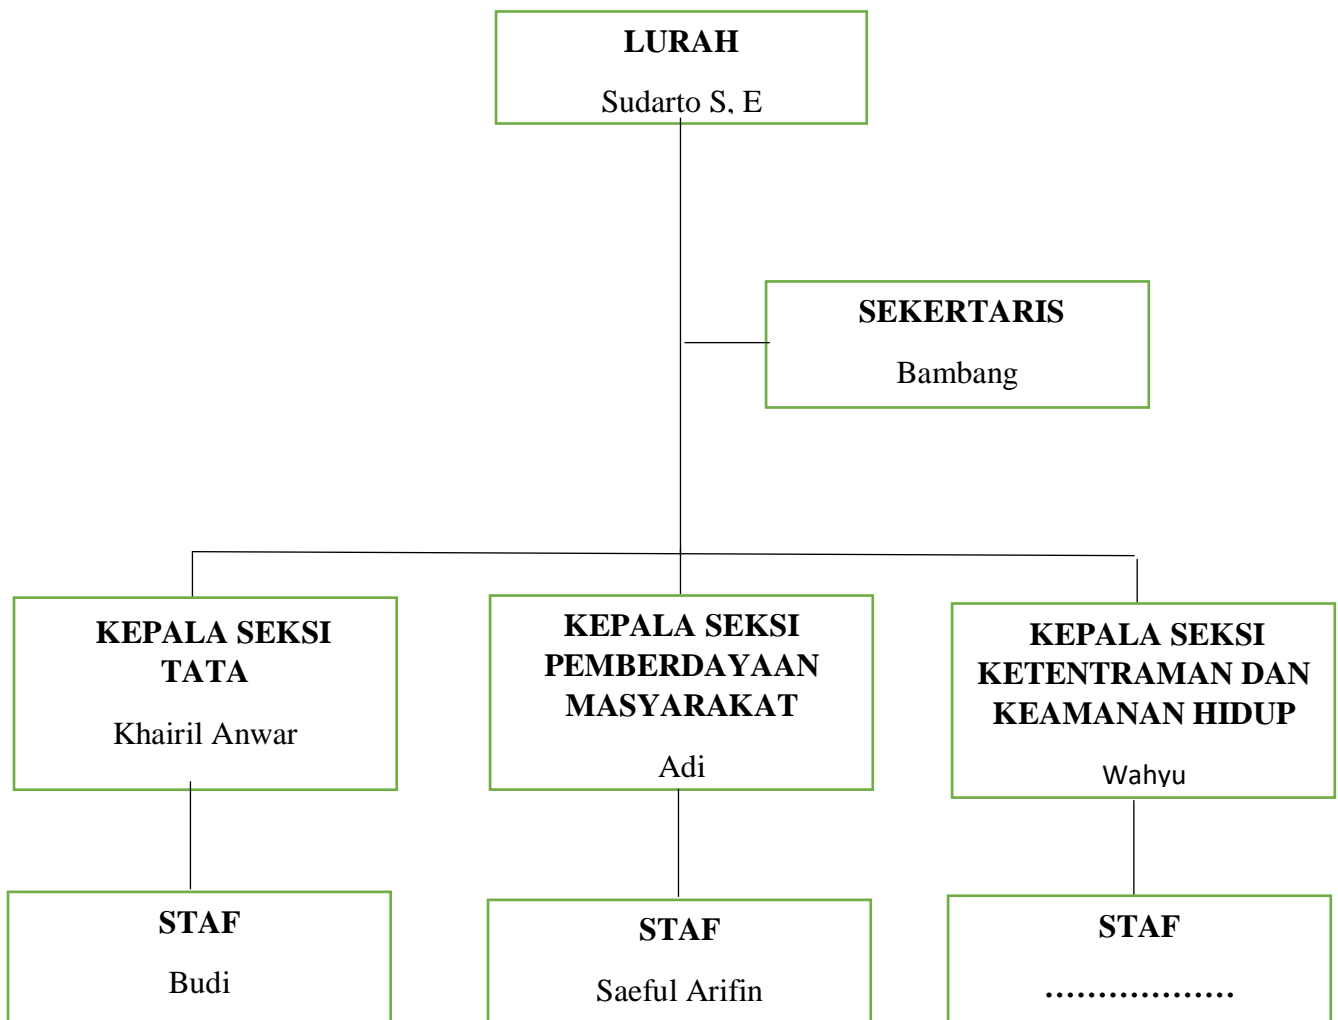 LURAH
Sudarto S, E
SEKERTARIS
Bambang
KEPALA SEKSI
TATA
Khairil Anwar
KEPALA SEKSI
PEMBERDAYAAN
MASYARAKAT
Adi
KEPALA SEKSI
KETENTRAMAN DAN
KEAMANAN HIDUP
Wahyu
STAF
Budi
STAF
Saeful Arifin
STAF
………………